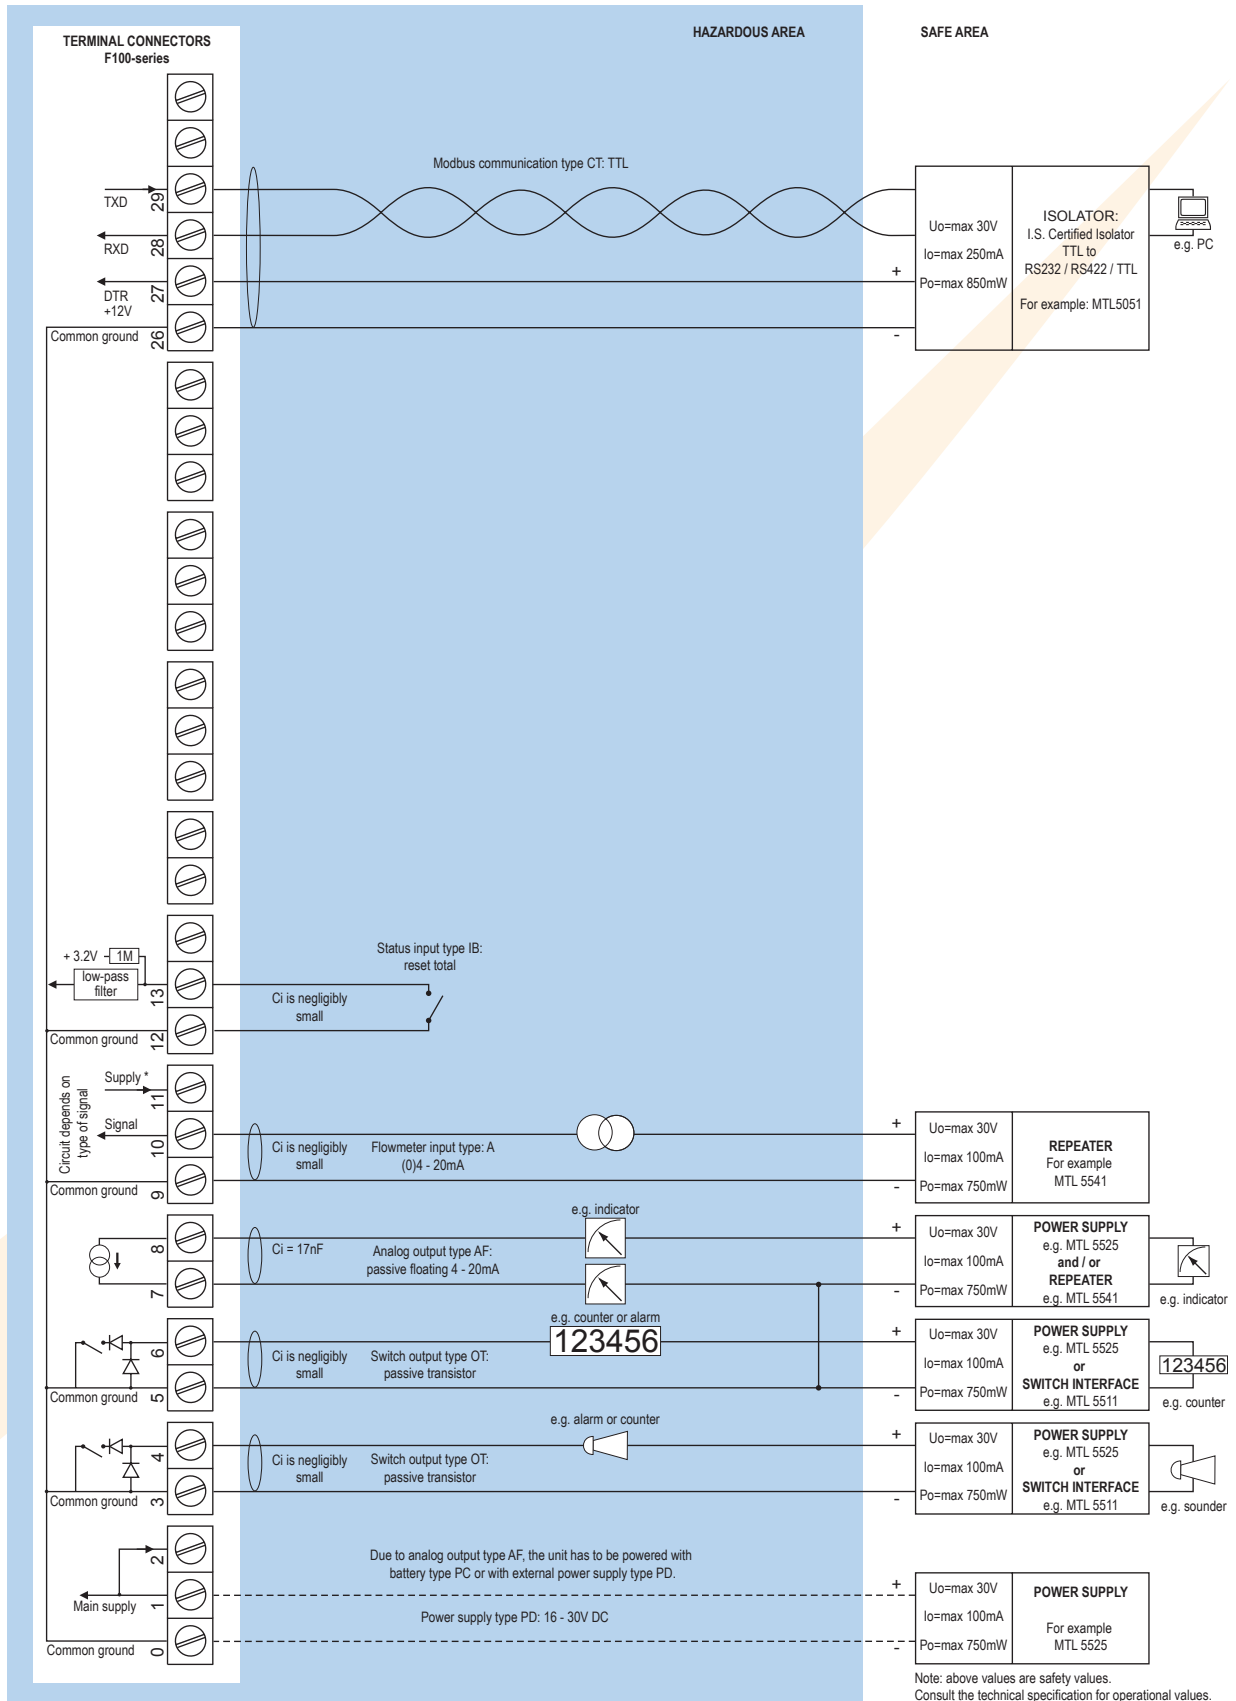 TERMINAL CONNECTORS
F100-series
HAZARDOUS AREA
SAFE AREA
Modbus communication type CT: TTL
TXD
29
RXD
28
DTR
+12V
27
Common ground
26
+
-
Uo=max 30V
Io=max 250mA
Po=max 850mW
ISOLATOR:
I.S. Certified Isolator
TTL to
RS232 / RS422 / TTL
For example: MTL5051
e.g. PC
+ 3.2V
1M
low-pass
filter
13
Common ground
12
Ci is negligibly
small
Status input type IB:
reset total
Circuit depends on
type of signal
Supply *
11
Signal
10
Common ground
9
Ci is negligibly
small
Flowmeter input type: A
(0)4 - 20mA
+
-
Uo=max 30V
Io=max 100mA
Po=max 750mW
REPEATER
For example
MTL 5541
8
7
Ci = 17nF
Analog output type AF:
passive floating 4 - 20mA
e.g. indicator
+
-
Uo=max 30V
Io=max 100mA
Po=max 750mW
POWER SUPPLY
e.g. MTL 5525
and / or
REPEATER
e.g. MTL 5541
e.g. indicator
6
Common ground
5
Ci is negligibly
small
Switch output type OT:
passive transistor
e.g. counter or alarm
123456
+
-
Uo=max 30V
Io=max 100mA
Po=max 750mW
POWER SUPPLY
e.g. MTL 5525
or
SWITCH INTERFACE
e.g. MTL 5511
123456
e.g. counter
4
Common ground
3
Ci is negligibly
small
Switch output type OT:
passive transistor
e.g. alarm or counter
+
-
Uo=max 30V
Io=max 100mA
Po=max 750mW
POWER SUPPLY
e.g. MTL 5525
or
SWITCH INTERFACE
e.g. MTL 5511
e.g. sounder
2
Main supply
1
Common ground
0
Due to analog output type AF, the unit has to be powered with
battery type PC or with external power supply type PD.
Power supply type PD: 16 - 30V DC
+
-
Uo=max 30V
Io=max 100mA
Po=max 750mW
POWER SUPPLY
For example
MTL 5525
Note: above values are safety values.
Consult the technical specification for operational values.